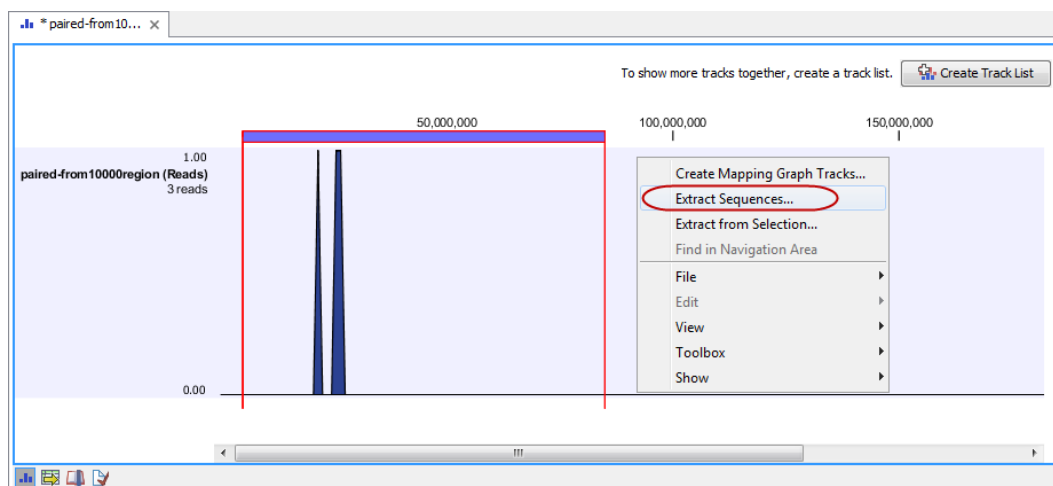 * paired-from10...
To show more tracks together, create a track list.
Create Track List
50,000,000
100,000,000
150,000,000
1.00
paired-from10000region (Reads)
3 reads
0.00
Create Mapping Graph Tracks...
Extract Sequences...
Extract from Selection...
Find in Navigation Area
File
Edit
View
Toolbox
Show